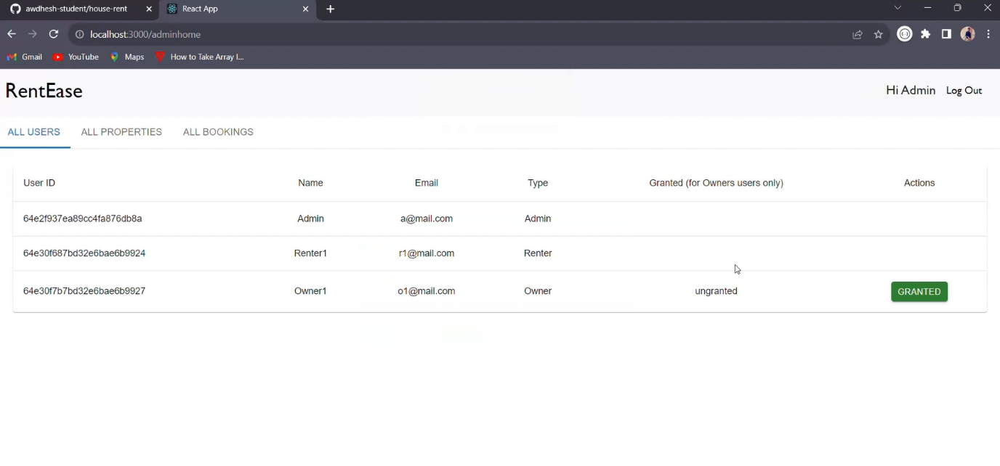 awdhesh-student/house-rent React App
localhost:3000/adminhome
Gmail YouTube Maps How to Take Array I...
RentEase Hi Admin Log Out
ALL USERS ALL PROPERTIES ALL BOOKINGS
User ID Name Email Type Granted (for Owners users only) Actions
64e2f937ea89cc4fa876db8a Admin a@mail.com Admin
64e30f687bd32e6bae6b9924 Renter1 r1@mail.com Renter
64e30f7b7bd32e6bae6b9927 Owner1 o1@mail.com Owner ungranted GRANTED